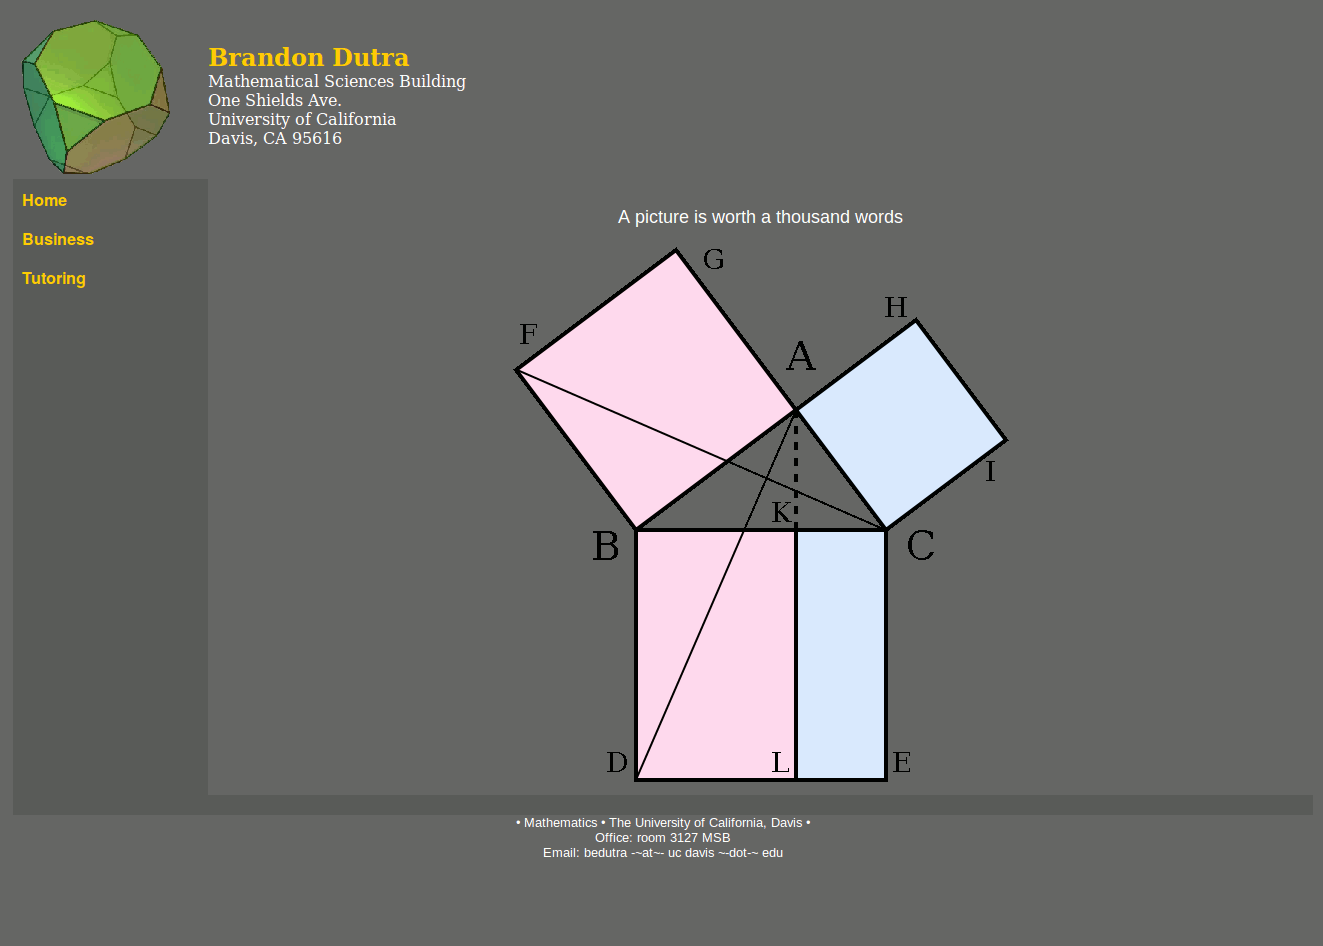 Brandon Dutra
Mathematical Sciences Building
One Shields Ave.
University of California
Davis, CA 95616
Home
Business
Tutoring
A picture is worth a thousand words
G
H
F
A
I
K
B
C
D
L
E
• Mathematics • The University of California, Davis •
Office: room 3127 MSB
Email: bedutra -~at~- uc davis ~-dot-~ edu